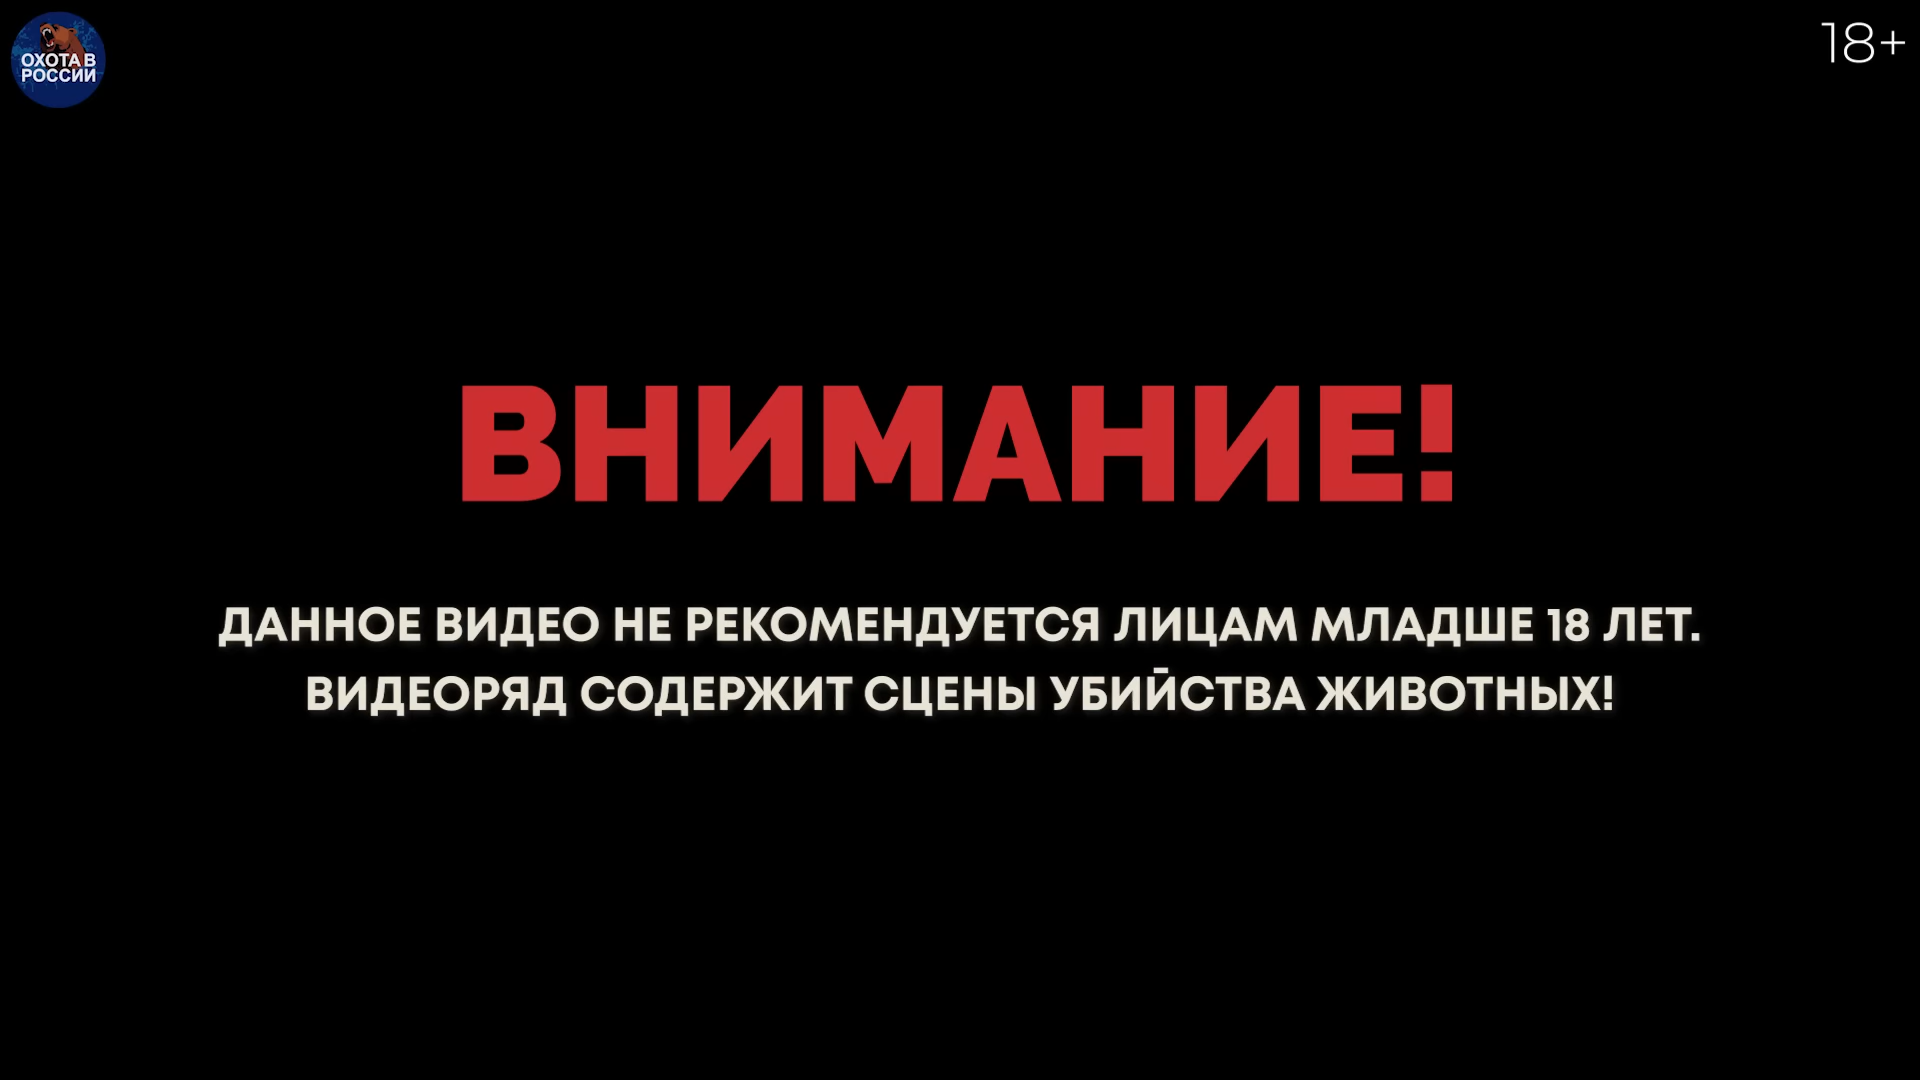 ОХОТА В
РОССИИ
18+
ВНИМАНИЕ!
ДАННОЕ ВИДЕО НЕ РЕКОМЕНДУЕТСЯ ЛИЦАМ МЛАДШЕ 18 ЛЕТ.
ВИДЕОРЯД СОДЕРЖИТ СЦЕНЫ УБИЙСТВА ЖИВОТНЫХ!